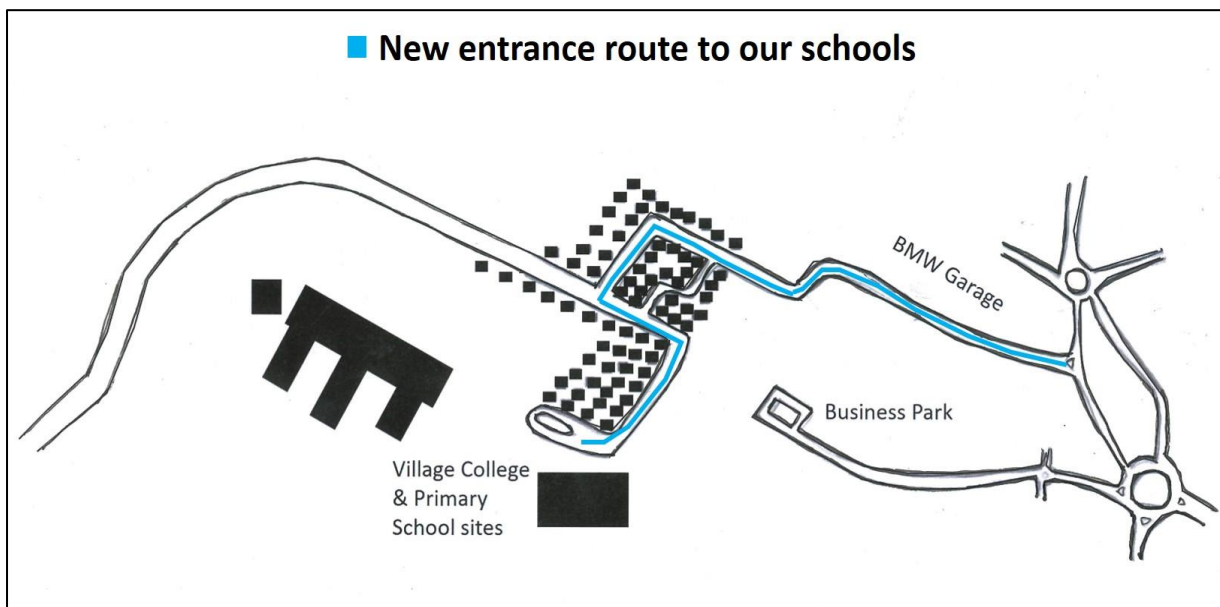 New entrance route to our schools
BMW Garage
Business Park
Village College
& Primary
School sites